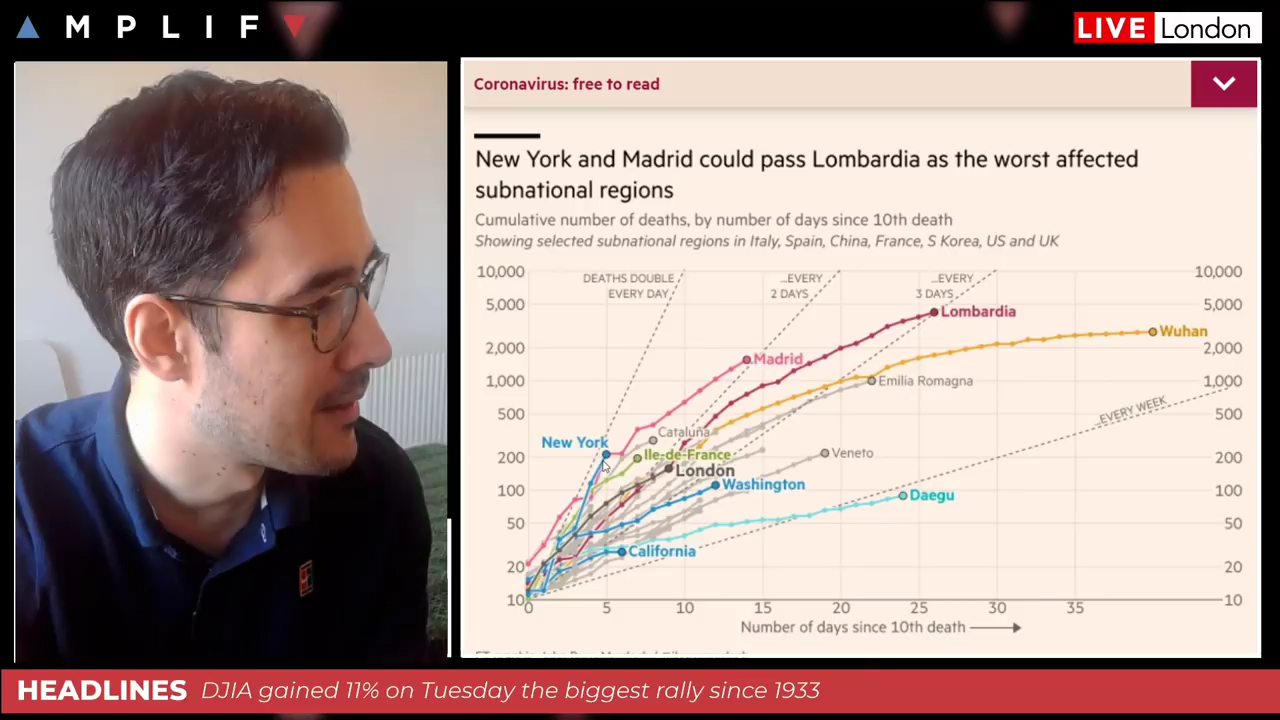 ▲ M P L I F ▼
LIVE London
Coronavirus: free to read
New York and Madrid could pass Lombardia as the worst affected
subnational regions
Cumulative number of deaths, by number of days since 10th death
Showing selected subnational regions in Italy, Spain, China, France, S Korea, US and UK
10,000 DEATHS DOUBLE EVERY DAY ...EVERY 2 DAYS ...EVERY 3 DAYS 10,000
5,000 Lombardia 5,000
Wuhan
2,000 Madrid 2,000
1,000 Emilia Romagna 1,000
500 EVERY WEEK 500
Cataluña
New York
200 Ile-de-France Veneto 200
London
100 Washington Daegu 100
50 50
California
20 20
10 10
0 5 10 15 20 25 30 35
Number of days since 10th death
HEADLINES DJIA gained 11% on Tuesday the biggest rally since 1933